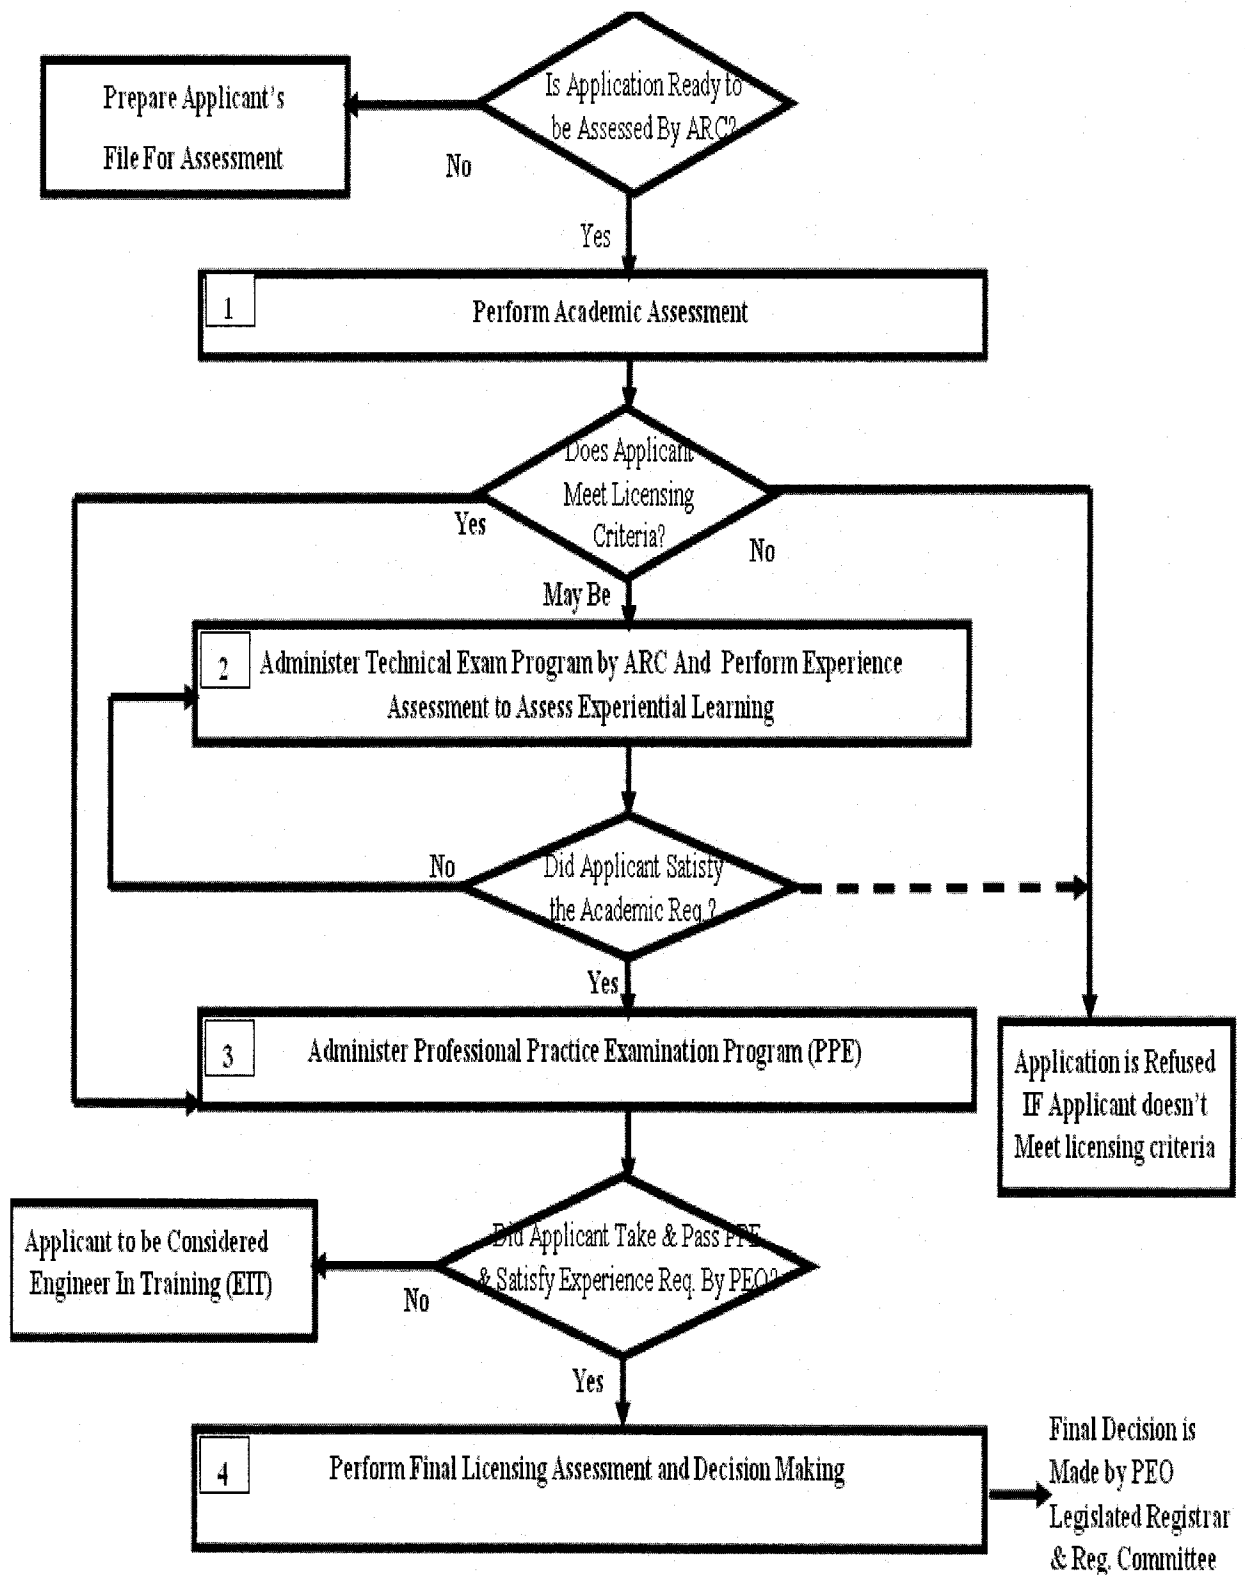 Is Application Ready to
be Assessed By ARC?
Prepare Applicant's
File For Assessment
No
Yes
1
Perform Academic Assessment
Does Applicant
Meet Licensing
Criteria?
Yes
No
May Be
2
Administer Technical Exam Program by ARC And Perform Experience
Assessment to Assess Experiential Learning
No
Did Applicant Satisfy
the Academic Req.?
Yes
3
Administer Professional Practice Examination Program (PPE)
Application is Refused
IF Applicant doesn't
Meet licensing criteria
Did Applicant Take & Pass PPE
& Satisfy Experience Req. By PEO?
Applicant to be Considered
Engineer In Training (EIT)
No
Yes
4
Perform Final Licensing Assessment and Decision Making
Final Decision is
Made by PEO
Legislated Registrar
& Reg. Committee